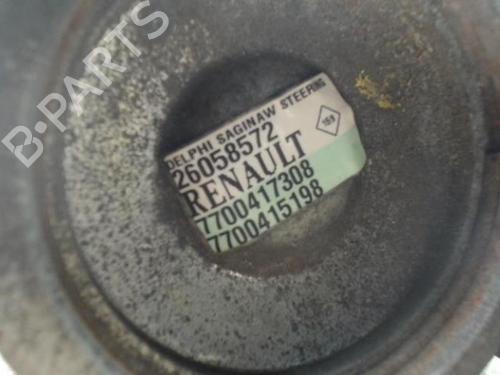 B-PARTS
DELPHI SAGINAW STEERING
26058572
RENAULT
7700417308
7700415198